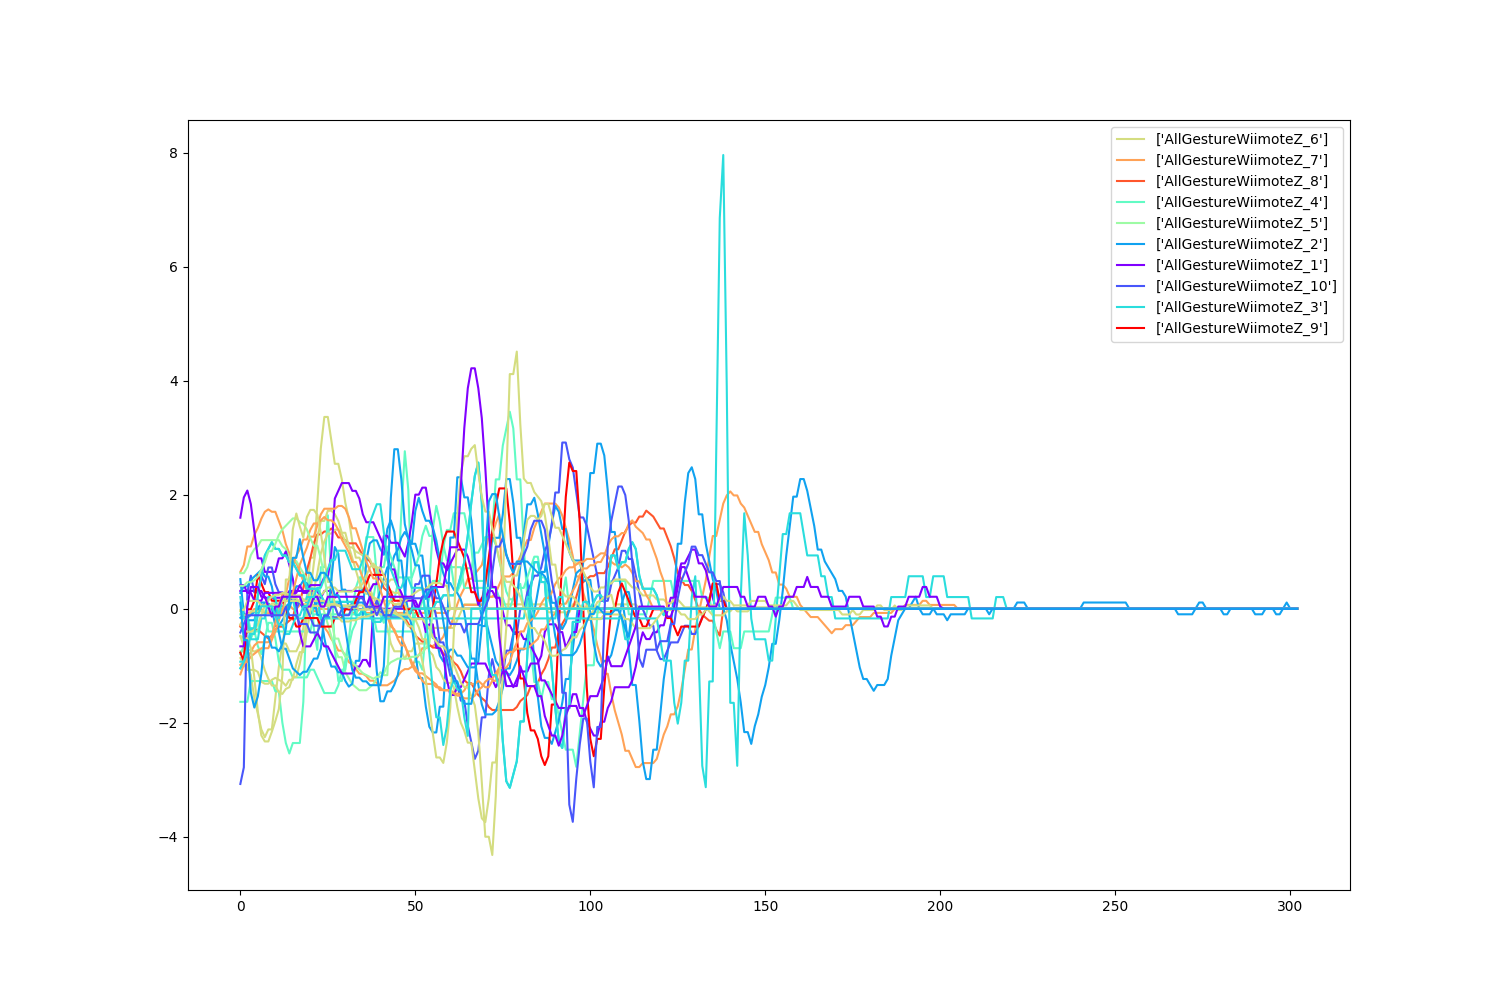 ['AllGestureWiimoteZ_6']
['AllGestureWiimoteZ_7']
['AllGestureWiimoteZ_8']
['AllGestureWiimoteZ_4']
['AllGestureWiimoteZ_5']
['AllGestureWiimoteZ_2']
['AllGestureWiimoteZ_1']
['AllGestureWiimoteZ_10']
['AllGestureWiimoteZ_3']
['AllGestureWiimoteZ_9']
8
6
4
2
0
−2
−4
0 50 100 150 200 250 300